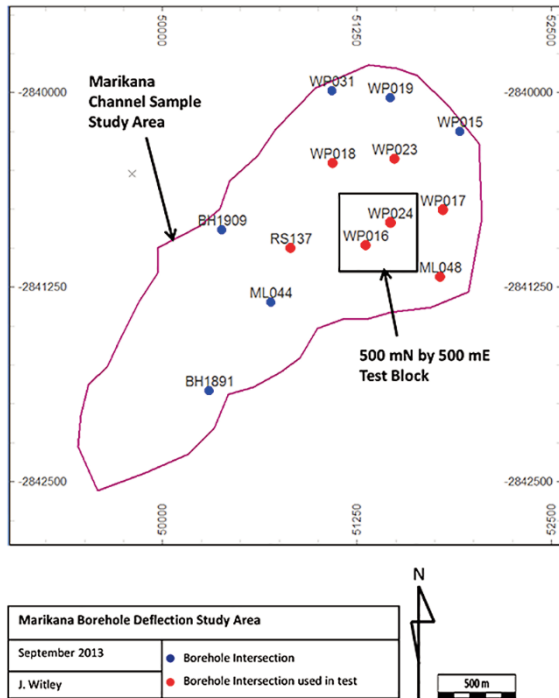 50000
51250
52500
Marikana
Channel Sample
Study Area
-2840000
-2840000
WP031
WP019
WP015
WP018
WP023
BH1909
RS137
WP024
WP017
WP016
ML048
-2841250
-2841250
ML044
500 mN by 500 mE
Test Block
BH1891
-2842500
-2842500
50000
51250
52500
N
Marikana Borehole Deflection Study Area
September 2013
Borehole Intersection
J. Witley
Borehole Intersection used in test
500 m